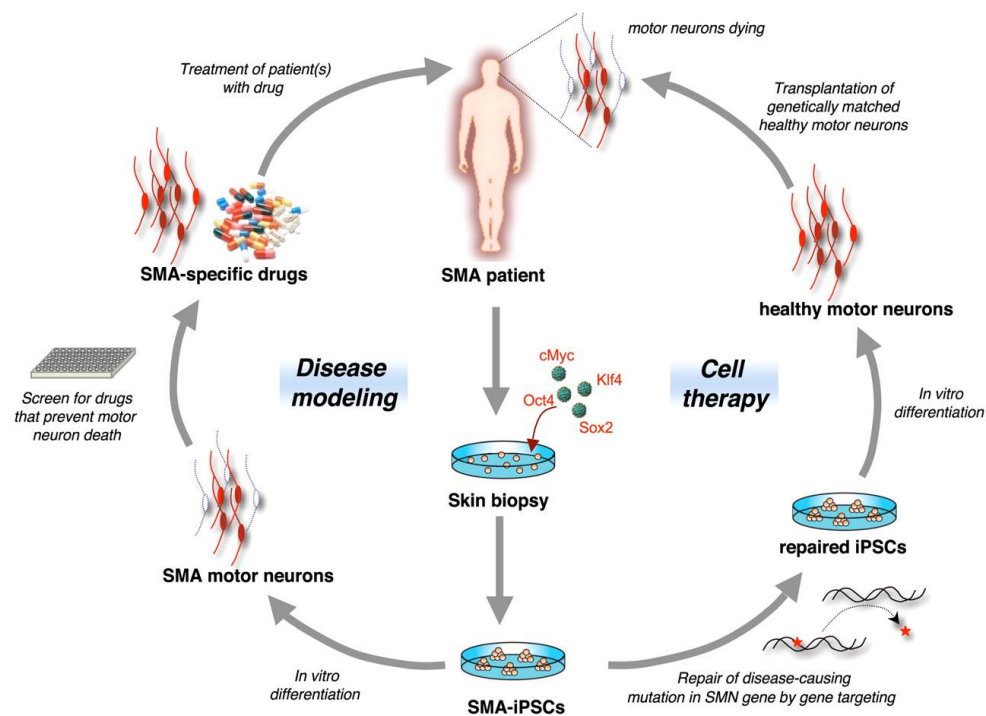 motor neurons dying
Treatment of patient(s)
with drug
Transplantation of
genetically matched
healthy motor neurons
SMA-specific drugs
SMA patient
healthy motor neurons
Disease
modeling
cMyc
Klf4
Oct4
Sox2
Cell
therapy
Screen for drugs
that prevent motor
neuron death
In vitro
differentiation
Skin biopsy
repaired iPSCs
SMA motor neurons
In vitro
differentiation
SMA-iPSCs
Repair of disease-causing
mutation in SMN gene by gene targeting